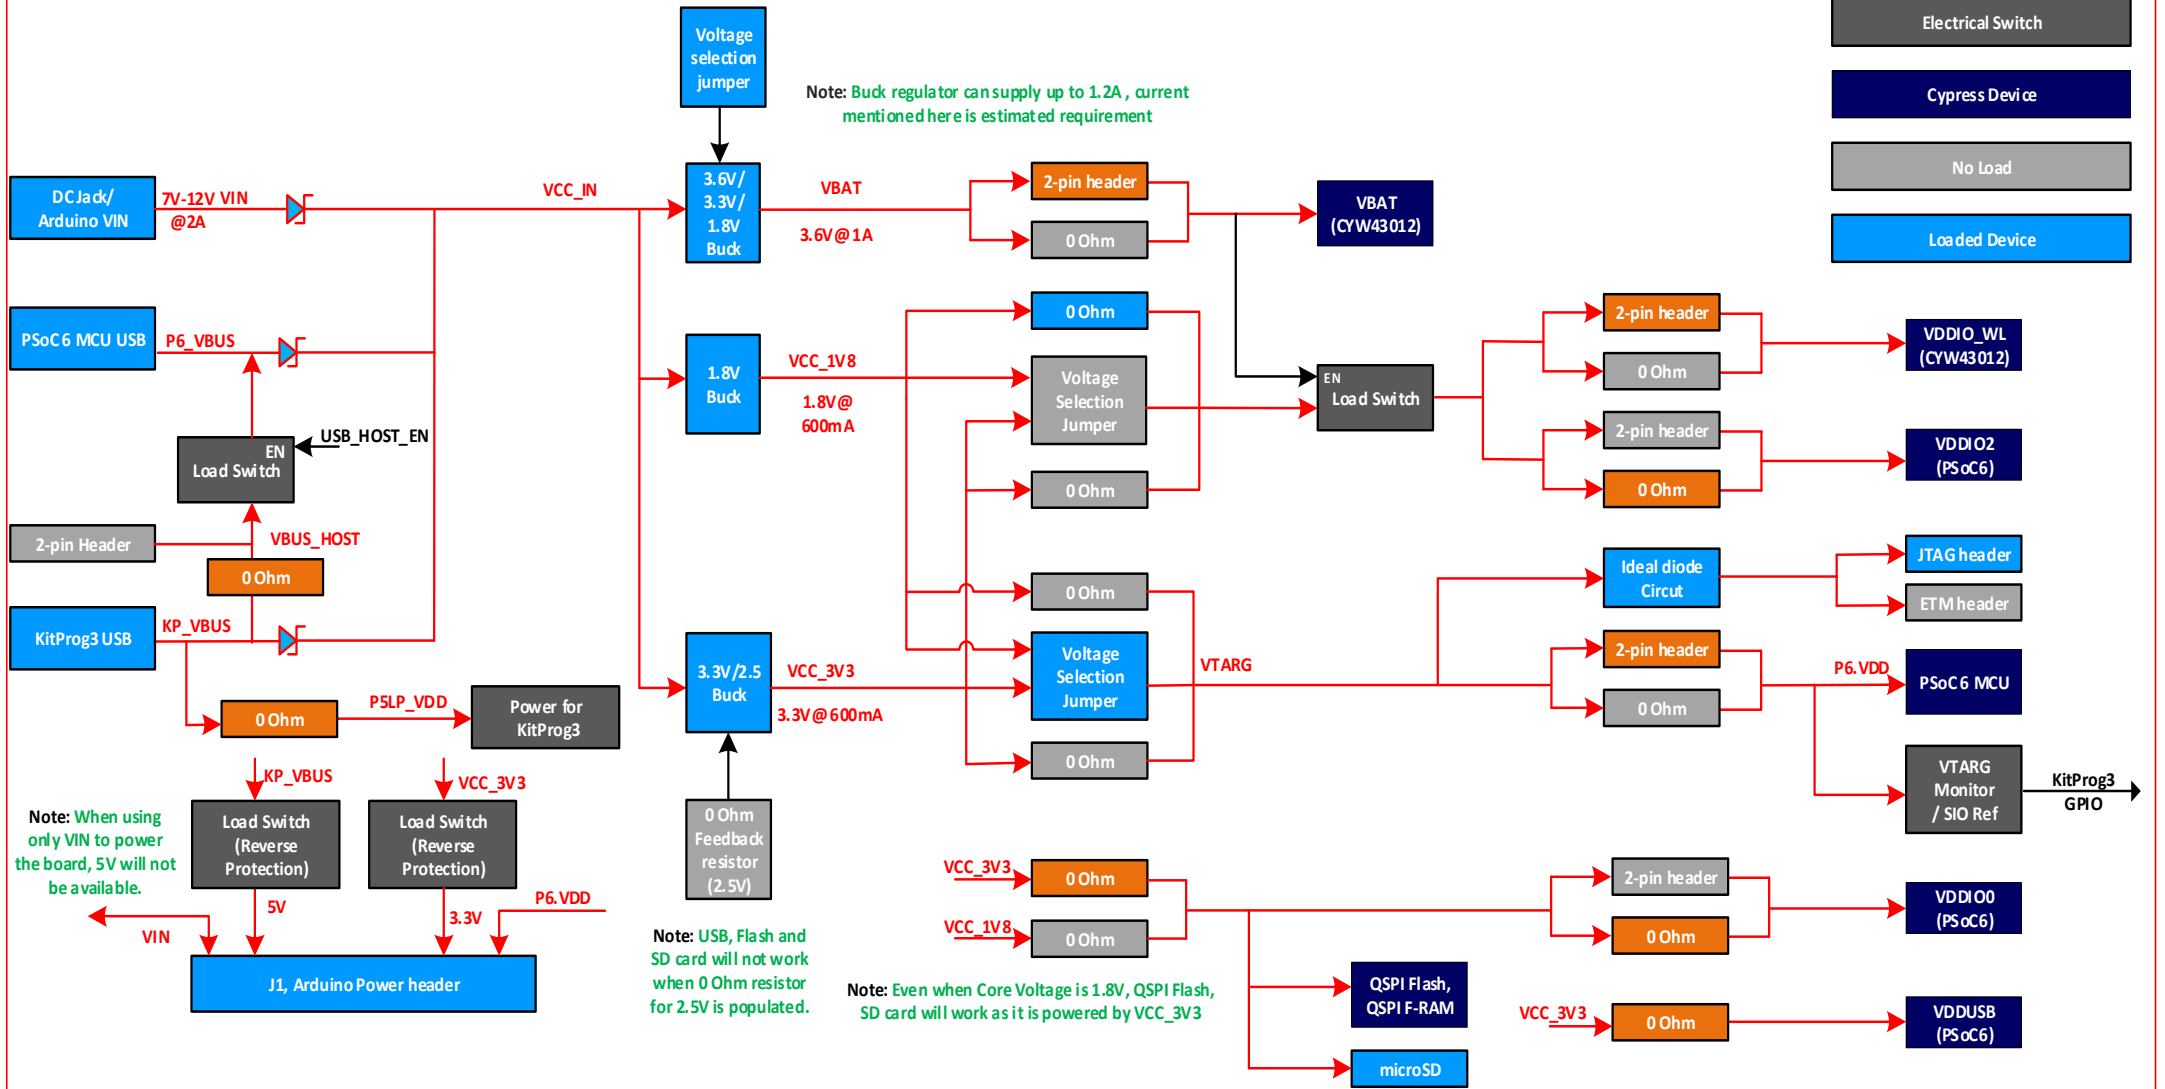 Voltage
selection
jumper
Electrical Switch
Cypress Device
No Load
Loaded Device
Note: Buck regulator can supply up to 1.2A , current
mentioned here is estimated requirement
DC Jack/
Arduino VIN
7V-12V VIN
@2A
VCC_IN
3.6V/
3.3V/
1.8V
Buck
VBAT
3.6V@1A
2-pin header
0 Ohm
VBAT
(CYW43012)
PSoC 6 MCU USB
P6_VBUS
1.8V
Buck
VCC_1V8
1.8V@
600mA
0 Ohm
Voltage
Selection
Jumper
0 Ohm
EN
Load Switch
2-pin header
0 Ohm
VDDIO_WL
(CYW43012)
2-pin header
0 Ohm
VDDIO2
(PSoC6)
USB_HOST_EN
EN
Load Switch
2-pin Header
VBUS_HOST
0 Ohm
KitProg3 USB
KP_VBUS
0 Ohm
P5LP_VDD
Power for
KitProg3
3.3V/2.5
Buck
VCC_3V3
3.3V@600mA
0 Ohm
Voltage
Selection
Jumper
0 Ohm
VTARG
Ideal diode
Circut
JTAG header
ETM header
2-pin header
0 Ohm
P6.VDD
PSoC 6 MCU
VTARG
Monitor
/ SIO Ref
KitProg3
GPIO
KP_VBUS
VCC_3V3
Note: When using
only VIN to power
the board, 5V will not
be available.
Load Switch
(Reverse
Protection)
Load Switch
(Reverse
Protection)
0 Ohm
Feedback
resistor
(2.5V)
VIN
5V
3.3V
P6.VDD
J1, Arduino Power header
Note: USB, Flash and
SD card will not work
when 0 Ohm resistor
for 2.5V is populated.
VCC_3V3
0 Ohm
VCC_1V8
0 Ohm
2-pin header
0 Ohm
VDDIO0
(PSoC6)
Note: Even when Core Voltage is 1.8V, QSPI Flash,
SD card will work as it is powered by VCC_3V3
QSPI Flash,
QSPI F-RAM
microSD
VCC_3V3
0 Ohm
VDDUSB
(PSoC6)